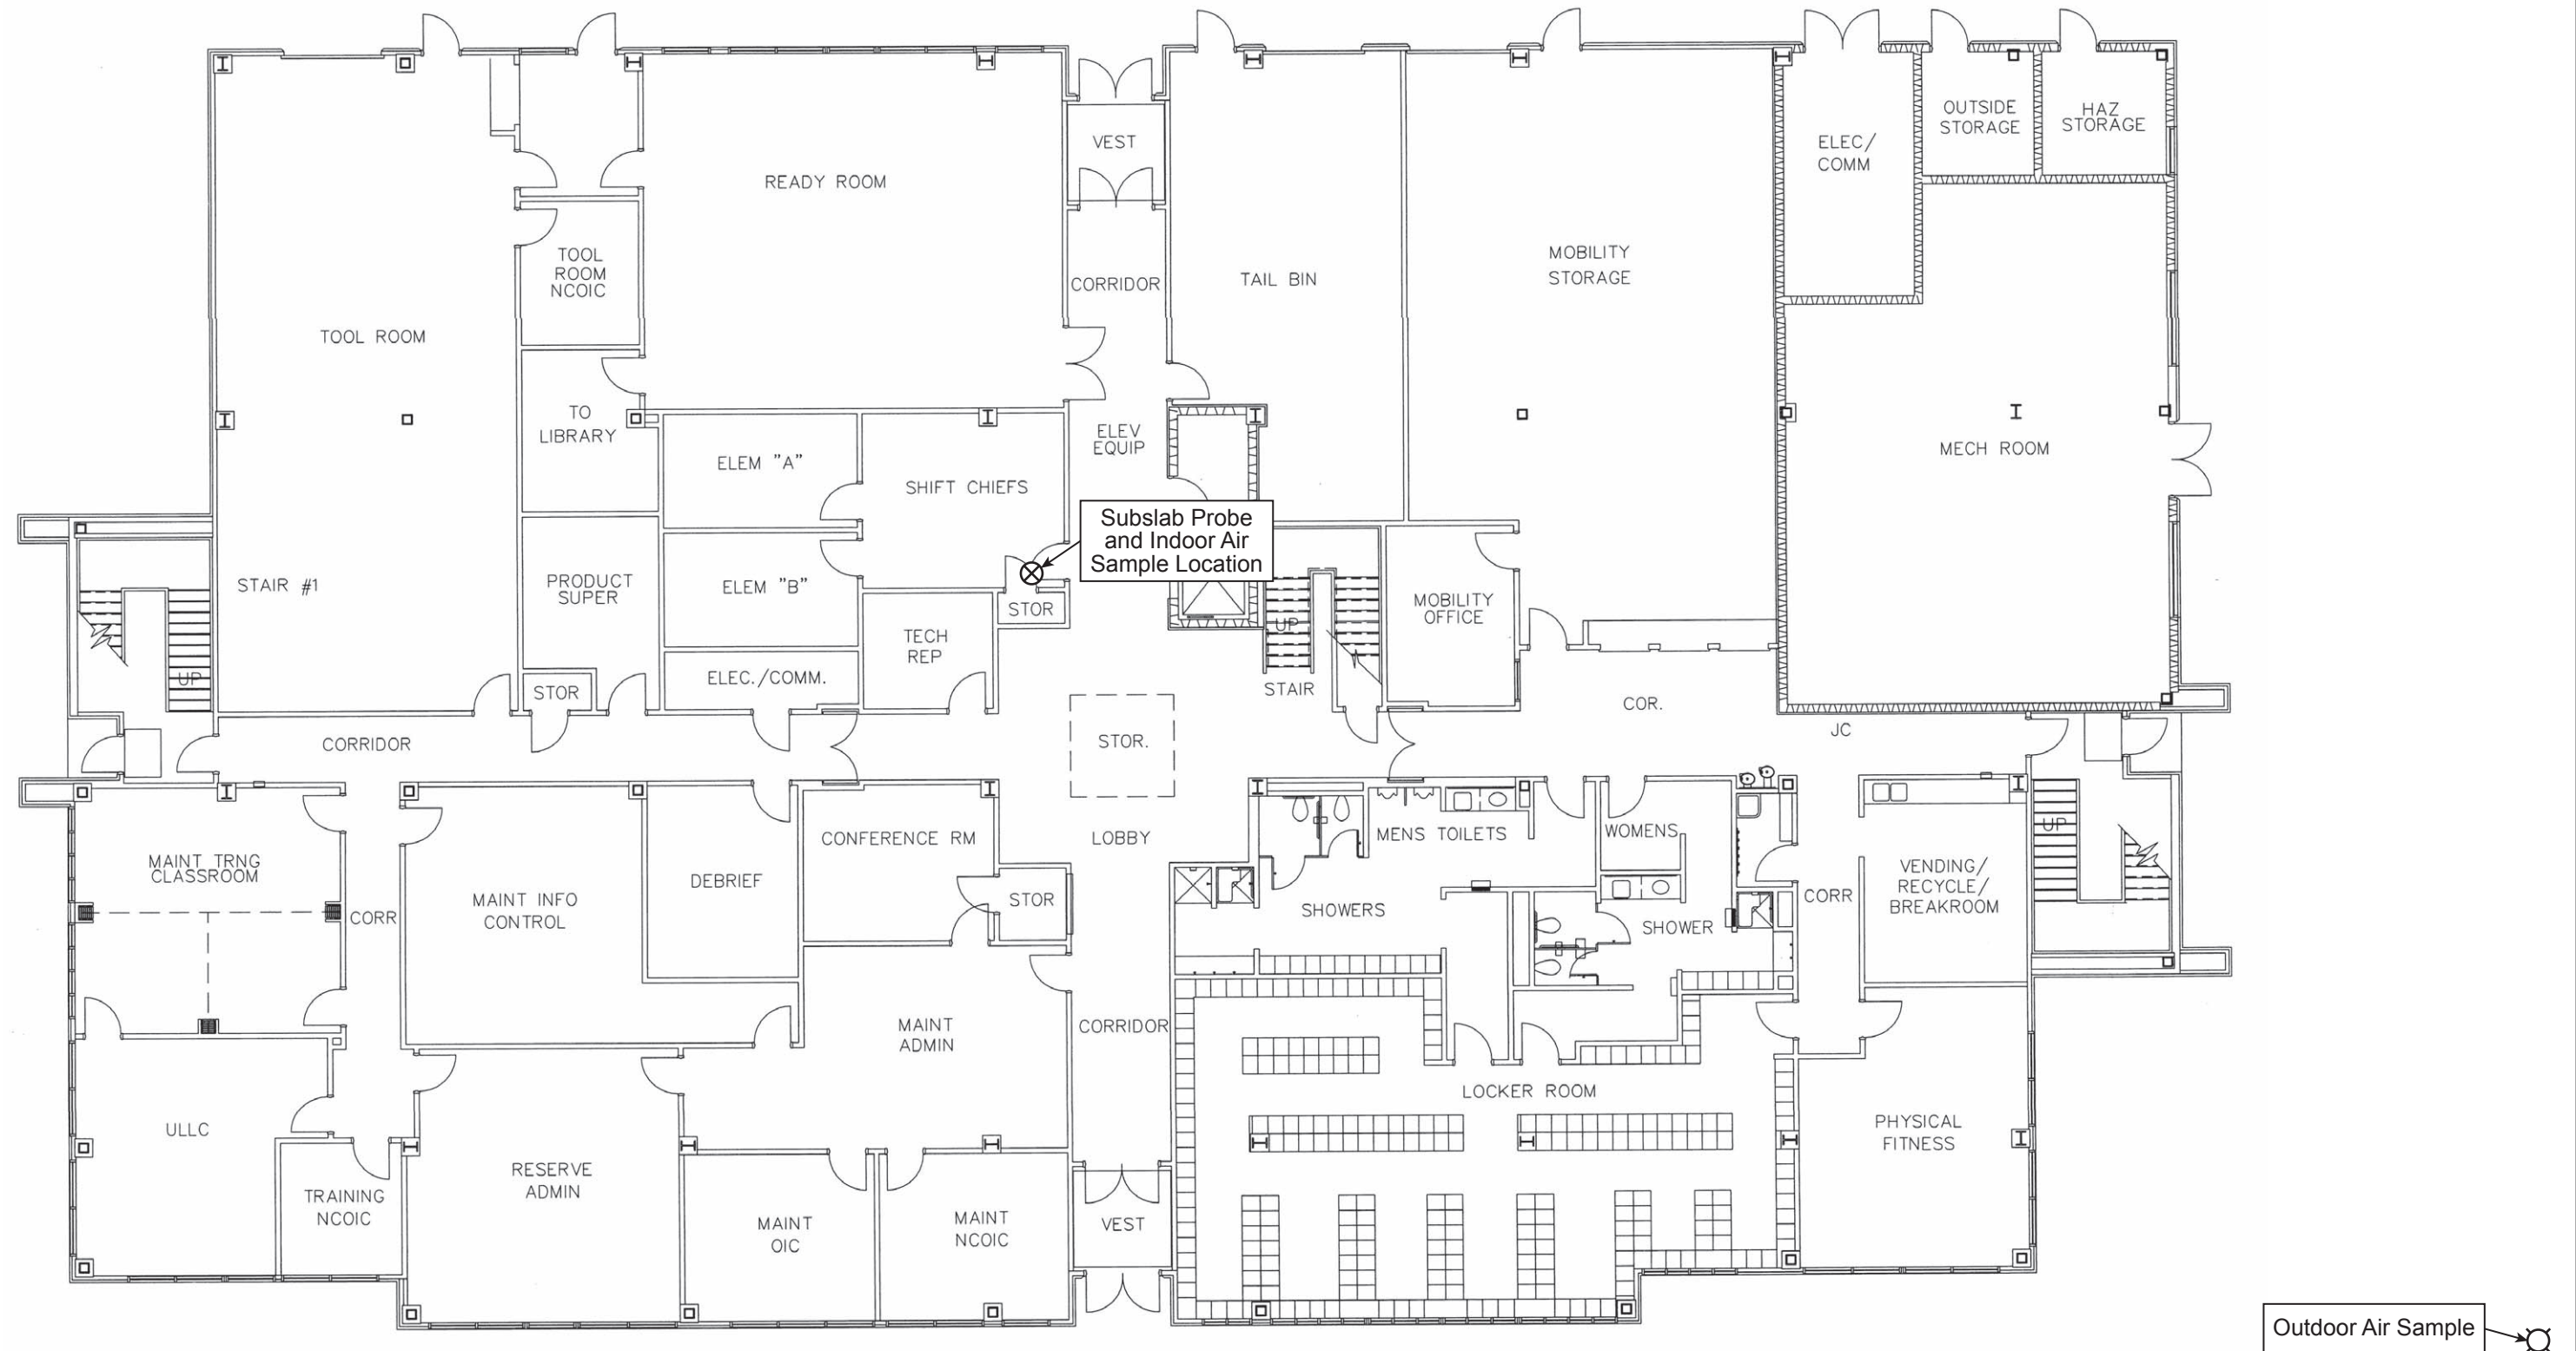 VEST
OUTSIDE
STORAGE
HAZ
STORAGE
ELEC/
COMM
READY ROOM
TOOL
ROOM
NCOIC
MOBILITY
STORAGE
CORRIDOR
TAIL BIN
TOOL ROOM
TO
LIBRARY
ELEV
EQUIP
MECH ROOM
ELEM "A"
SHIFT CHIEFS
Subslab Probe
and Indoor Air
Sample Location
STAIR #1
PRODUCT
SUPER
ELEM "B"
STOR
MOBILITY
OFFICE
UP
TECH
REP
UP
STOR
ELEC./COMM.
STAIR
COR.
CORRIDOR
STOR.
JC
MAINT TRNG
CLASSROOM
CONFERENCE RM
LOBBY
MENS TOILETS
WOMENS
UP
DEBRIEF
VENDING/
RECYCLE/
BREAKROOM
MAINT INFO
CONTROL
STOR
CORR
SHOWERS
SHOWER
CORR
MAINT
ADMIN
CORRIDOR
LOCKER ROOM
ULLC
PHYSICAL
FITNESS
RESERVE
ADMIN
TRAINING
NCOIC
MAINT
OIC
MAINT
NCOIC
VEST
Outdoor Air Sample